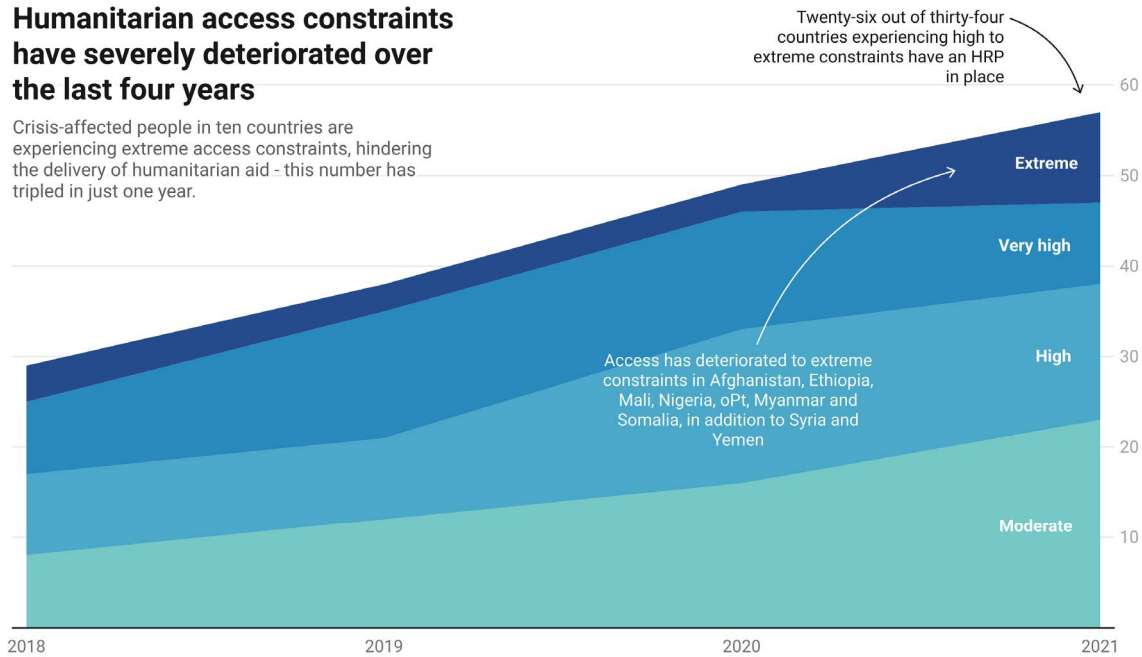 Humanitarian access constraints
have severely deteriorated over
the last four years
Crisis-affected people in ten countries are
experiencing extreme access constraints, hindering
the delivery of humanitarian aid - this number has
tripled in just one year.
Twenty-six out of thirty-four
countries experiencing high to
extreme constraints have an HRP
in place
60
Extreme
50
Very high
40
High
30
Access has deteriorated to extreme
constraints in Afghanistan, Ethiopia,
Mali, Nigeria, oPt, Myanmar and
Somalia, in addition to Syria and
Yemen
20
Moderate
10
2018
2019
2020
2021